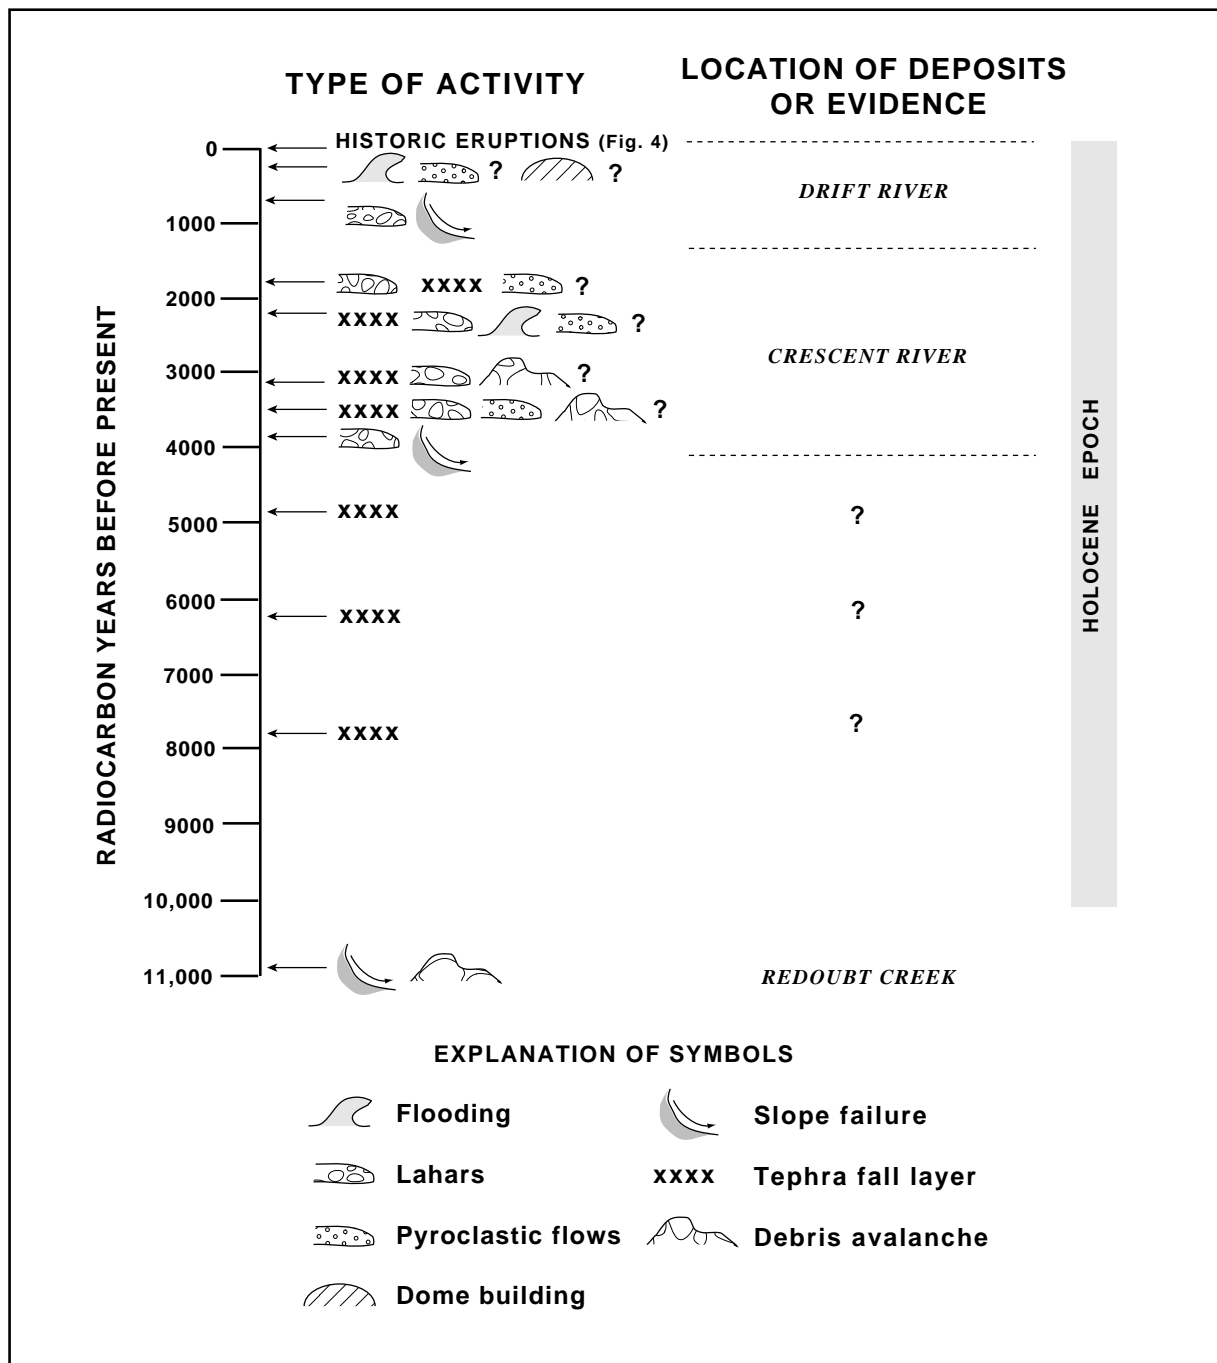 TYPE OF ACTIVITY
LOCATION OF DEPOSITS
OR EVIDENCE
HISTORIC ERUPTIONS (Fig. 4)
0
? ?
DRIFT RIVER
1000
xxxx ?
2000
xxxx ?
CRESCENT RIVER
3000
xxxx ?
xxxx ?
4000
xxxx ?
5000
6000
xxxx ?
7000
xxxx ?
8000
9000
10,000
11,000
REDOUBT CREEK
RADIOCARBON YEARS BEFORE PRESENT
HOLOCENE EPOCH
EXPLANATION OF SYMBOLS
Flooding
Slope failure
Lahars
xxxx Tephra fall layer
Pyroclastic flows
Debris avalanche
Dome building